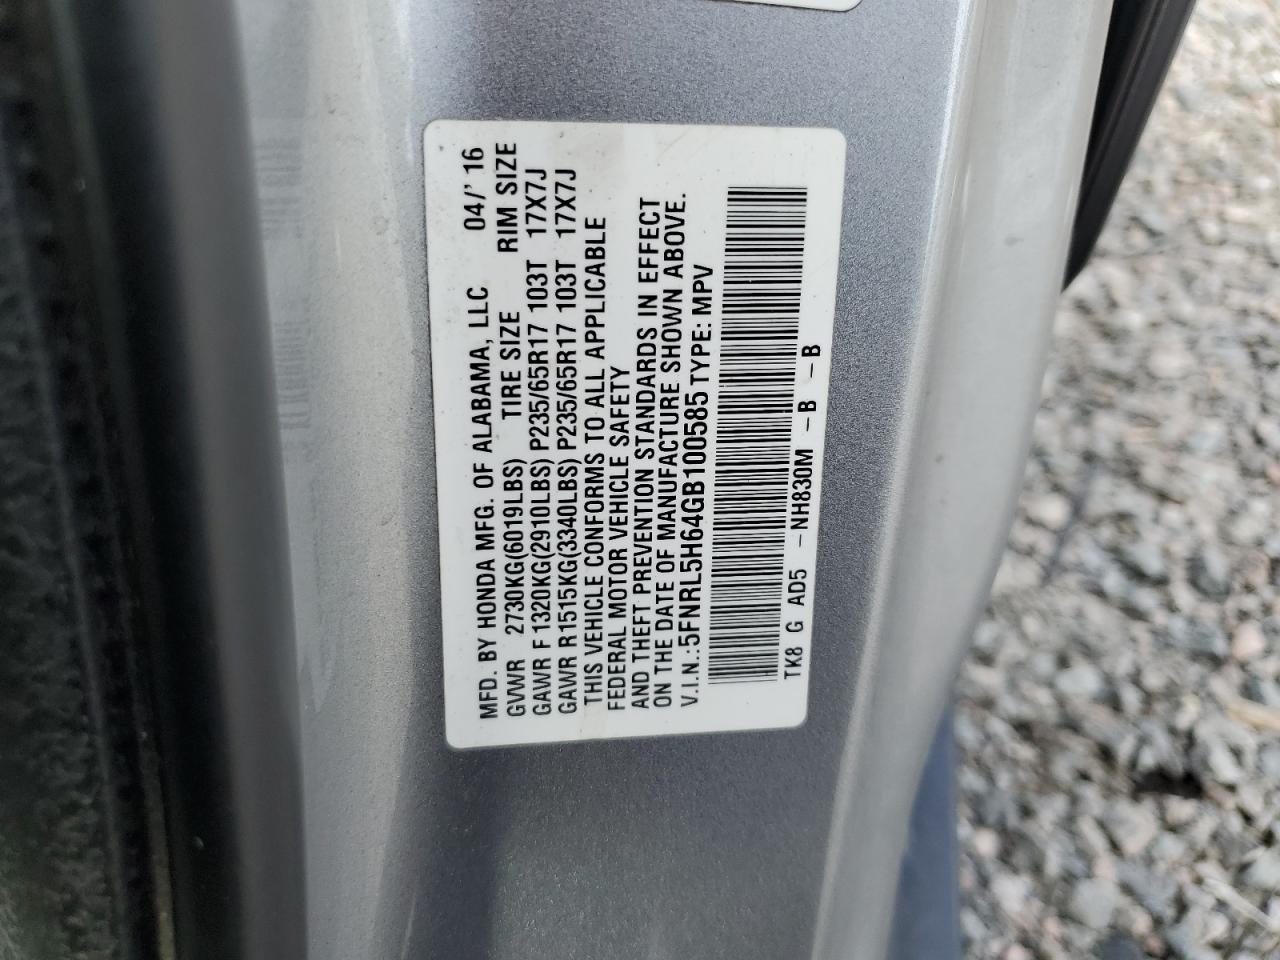 MFD. BY HONDA MFG. OF ALABAMA, LLC 04/' 16
GVWR 2730KG(6019LBS) TIRE SIZE RIM SIZE
GAWR F 1320KG(2910LBS) P235/65R17 103T 17X7J
GAWR R1515KG(3340LBS) P235/65R17 103T 17X7J
THIS VEHICLE CONFORMS TO ALL APPLICABLE
FEDERAL MOTOR VEHICLE SAFETY
AND THEFT PREVENTION STANDARDS IN EFFECT
ON THE DATE OF MANUFACTURE SHOWN ABOVE.
V.I.N.:5FNRL5H64GB100585 TYPE: MPV
TK8 G AD5 -NH830M -B -B